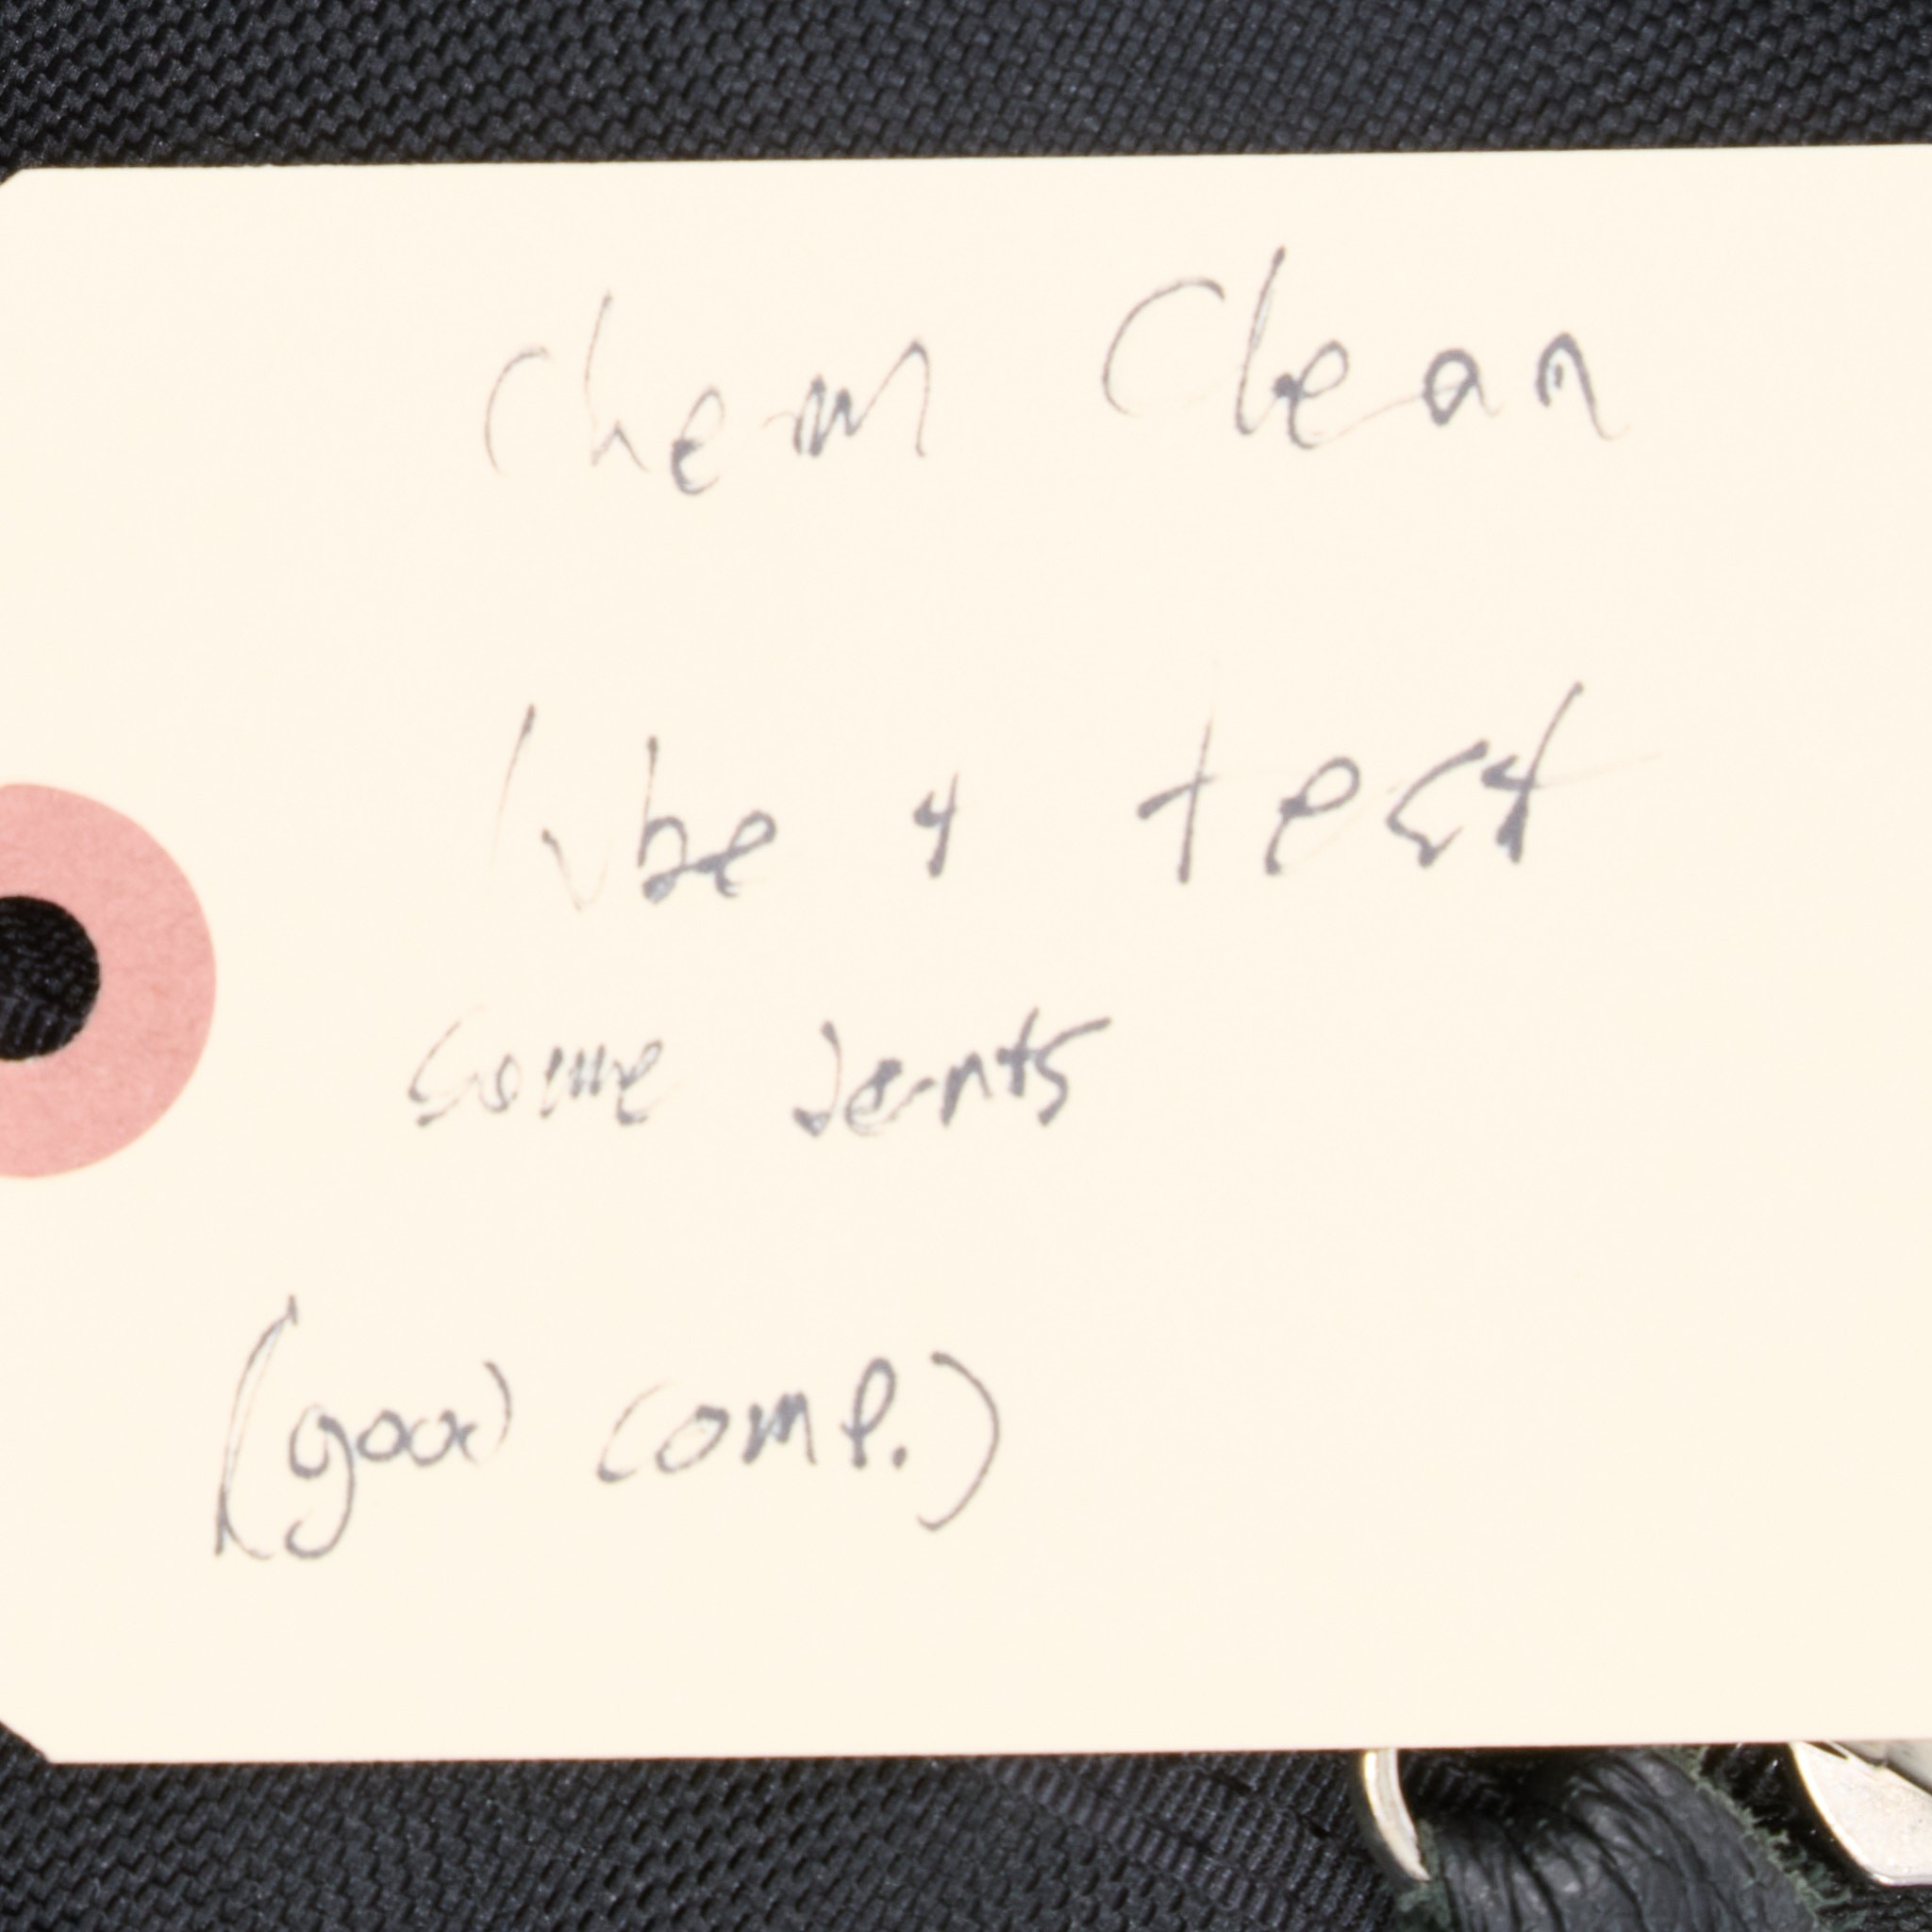 Chem Clean
lube & test
some dents
(good comp.)